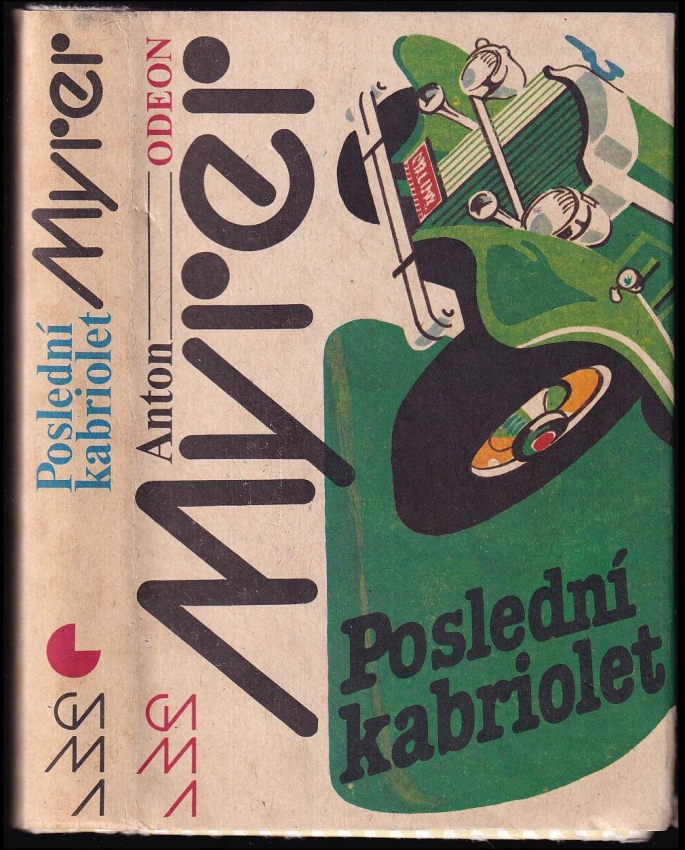 Poslední
kabriolet
Myrer
Anton ODEON
Myrer
Poslední
kabriolet